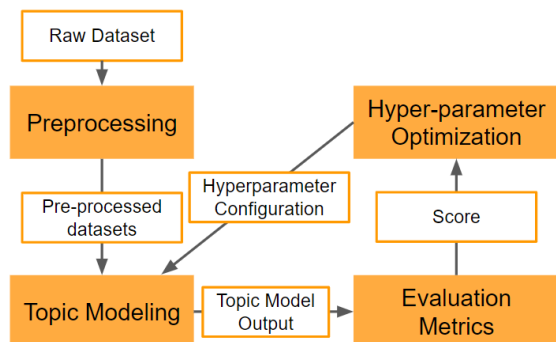 Raw Dataset
Preprocessing
Hyper-parameter
Optimization
Hyperparameter
Configuration
Pre-processed
datasets
Score
Topic Modeling
Topic Model
Output
Evaluation
Metrics